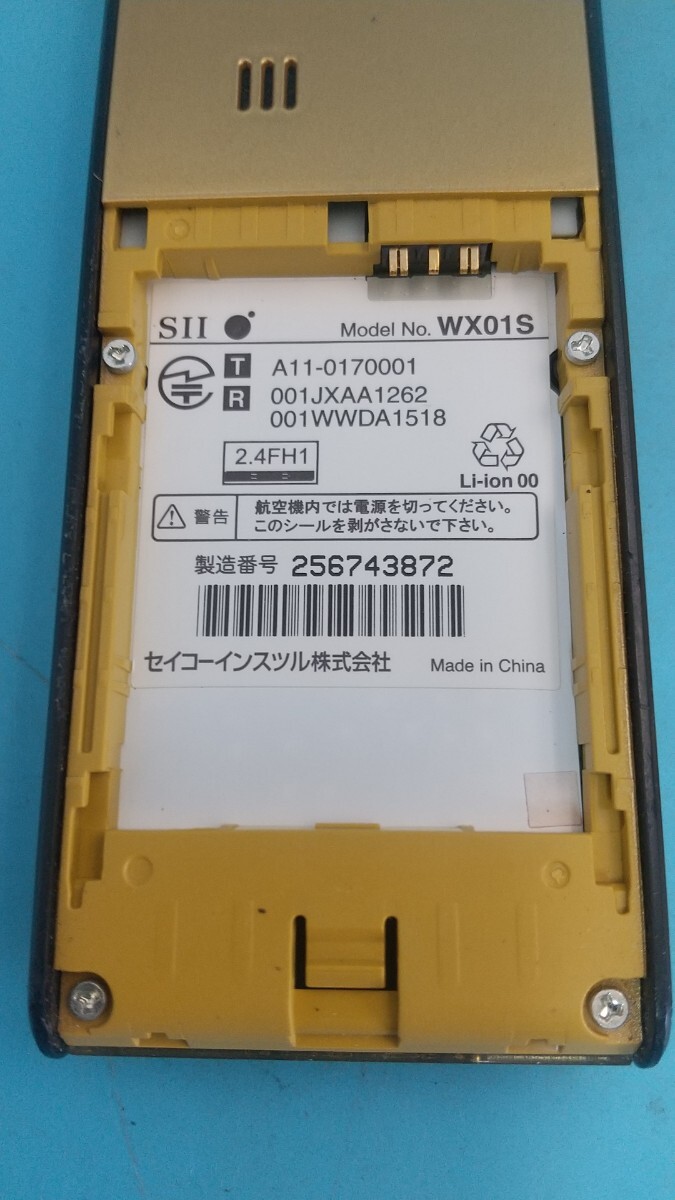 SII Model No. WX01S
T A11-0170001
R 001JXAA1262
001WWDA1518
2.4FH1
Li-ion 00
警告 航空機内では電源を切ってください。
このシールを剥がさないで下さい。
製造番号 256743872
セイコーインスツル株式会社 Made in China